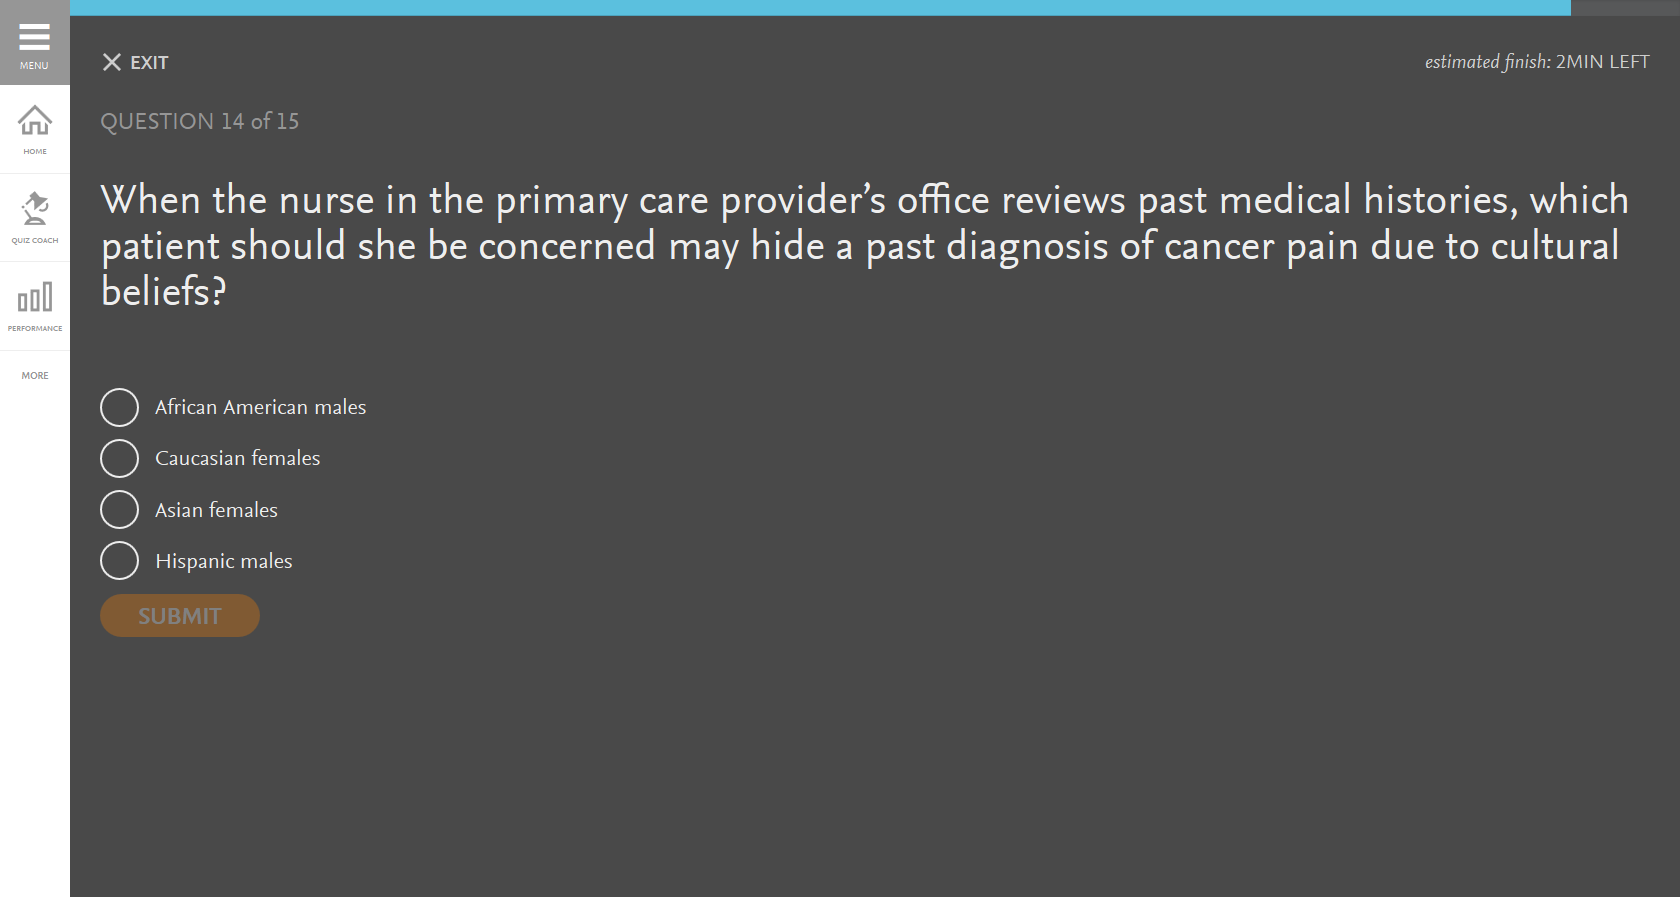 MENU
HOME
QUIZ COACH
PERFORMANCE
MORE
EXIT
estimated finish: 2MIN LEFT
QUESTION 14 of 15
When the nurse in the primary care provider’s office reviews past medical histories, which
patient should she be concerned may hide a past diagnosis of cancer pain due to cultural
beliefs?
African American males
Caucasian females
Asian females
Hispanic males
SUBMIT